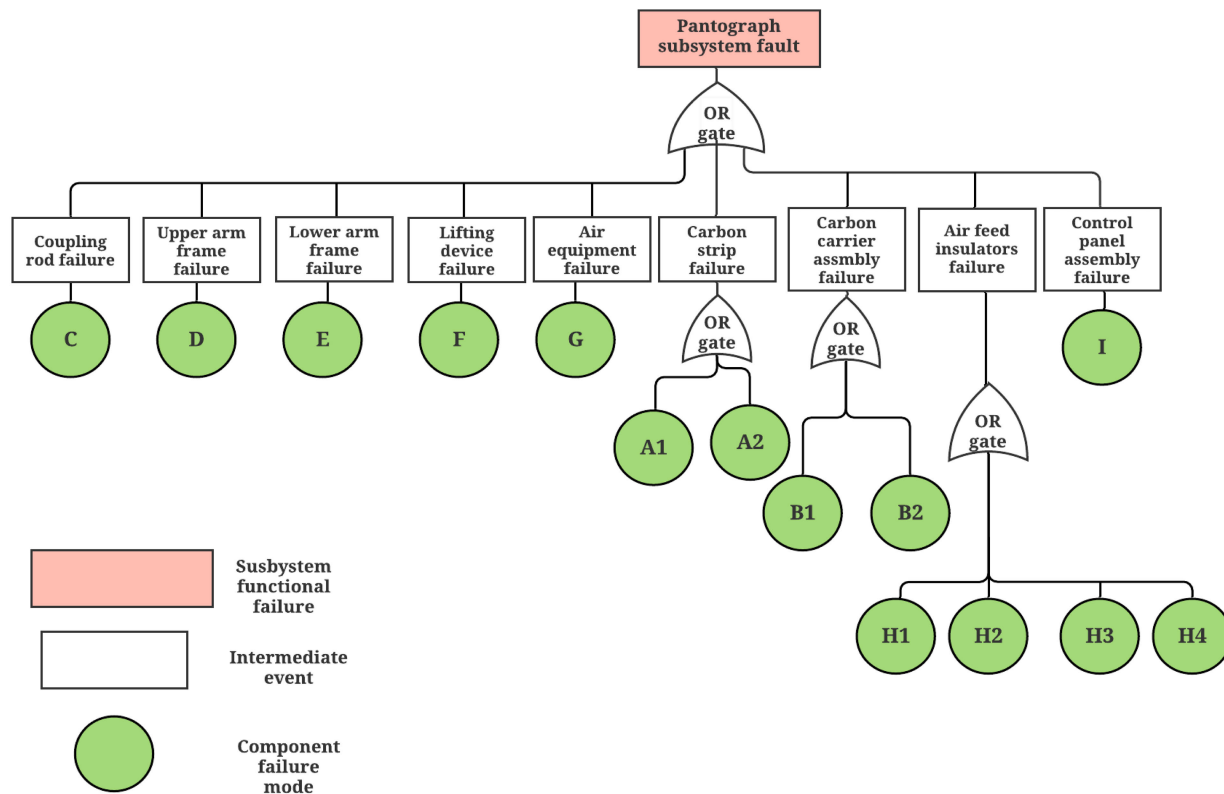 Pantograph
subsystem fault
OR
gate
Coupling
rod failure
Upper arm
frame
failure
Lower arm
frame
failure
Lifting
device
failure
Air
equipment
failure
Carbon
strip
failure
Carbon
carrier
assmbly
failure
Air feed
insulators
failure
Control
panel
assembly
failure
C
D
E
F
G
OR
gate
OR
gate
I
A1
A2
OR
gate
B1
B2
H1
H2
H3
H4
Susbystem
functional
failure
Intermediate
event
Component
failure
mode